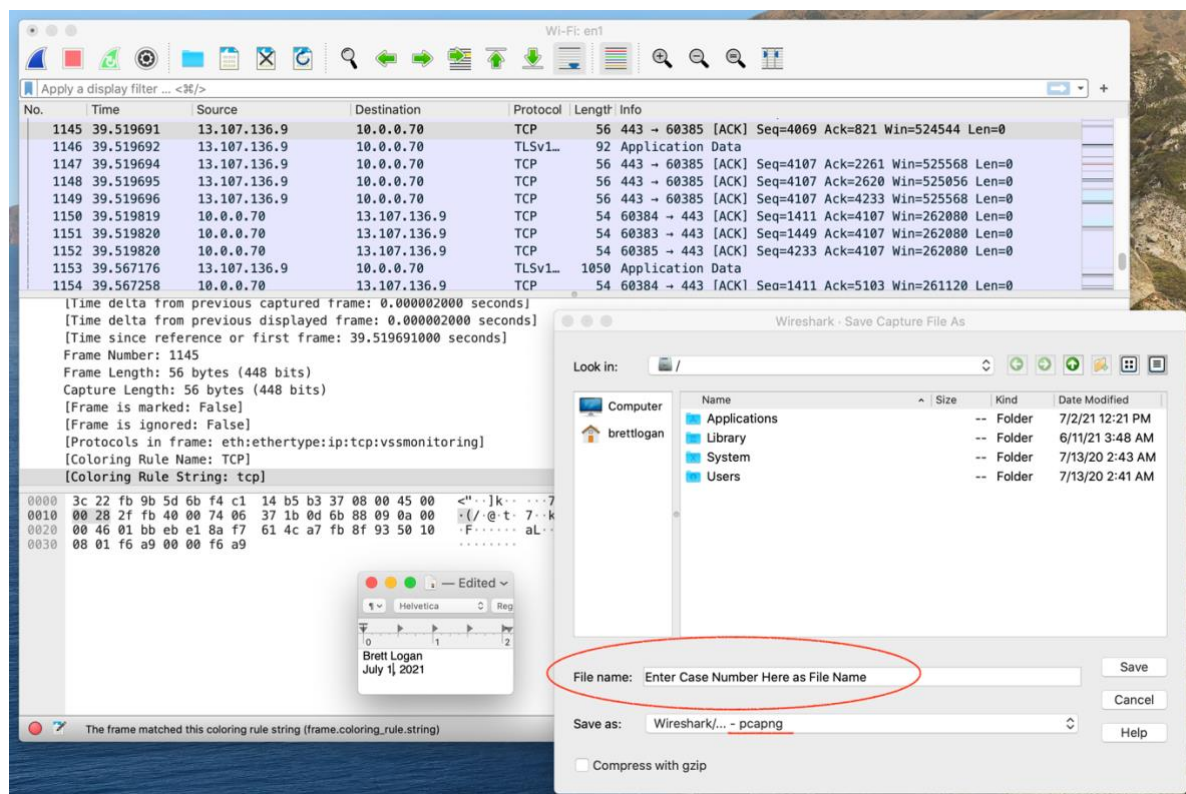 Wi-Fi: en1
Apply a display filter ... <⌘/>
No. Time Source Destination Protocol Length Info
1145 39.519691 13.107.136.9 10.0.0.70 TCP 56 443 → 60385 [ACK] Seq=4069 Ack=821 Win=524544 Len=0
1146 39.519692 13.107.136.9 10.0.0.70 TLSv1… 92 Application Data
1147 39.519694 13.107.136.9 10.0.0.70 TCP 56 443 → 60385 [ACK] Seq=4107 Ack=2261 Win=525568 Len=0
1148 39.519695 13.107.136.9 10.0.0.70 TCP 56 443 → 60385 [ACK] Seq=4107 Ack=2620 Win=525056 Len=0
1149 39.519696 13.107.136.9 10.0.0.70 TCP 56 443 → 60385 [ACK] Seq=4107 Ack=4233 Win=525568 Len=0
1150 39.519819 10.0.0.70 13.107.136.9 TCP 54 60384 → 443 [ACK] Seq=1411 Ack=4107 Win=262080 Len=0
1151 39.519820 10.0.0.70 13.107.136.9 TCP 54 60383 → 443 [ACK] Seq=1449 Ack=4107 Win=262080 Len=0
1152 39.519820 10.0.0.70 13.107.136.9 TCP 54 60385 → 443 [ACK] Seq=4233 Ack=4107 Win=262080 Len=0
1153 39.567176 13.107.136.9 10.0.0.70 TLSv1… 1050 Application Data
1154 39.567258 10.0.0.70 13.107.136.9 TCP 54 60384 → 443 [ACK] Seq=1411 Ack=5103 Win=261120 Len=0
[Time delta from previous captured frame: 0.000002000 seconds]
[Time delta from previous displayed frame: 0.000002000 seconds]
[Time since reference or first frame: 39.519691000 seconds]
Frame Number: 1145
Frame Length: 56 bytes (448 bits)
Capture Length: 56 bytes (448 bits)
[Frame is marked: False]
[Frame is ignored: False]
[Protocols in frame: eth:ethertype:ip:tcp:vssmonitoring]
[Coloring Rule Name: TCP]
[Coloring Rule String: tcp]
0000 3c 22 fb 9b 5d 6b f4 c1 14 b5 b3 37 08 00 45 00 <"··]k·· ···7
0010 00 28 2f fb 40 00 74 06 37 1b 0d 6b 88 09 0a 00 ·(/·@·t· 7··k
0020 00 46 01 bb eb e1 8a f7 61 4c a7 fb 8f 93 50 10 ·F······ aL··
0030 08 01 f6 a9 00 00 f6 a9 ········
— Edited
¶ Helvetica Reg
0 1 2
Brett Logan
July 1, 2021
The frame matched this coloring rule string (frame.coloring_rule.string)
Wireshark · Save Capture File As
Look in: /
Computer
brettlogan
Name Size Kind Date Modified
Applications -- Folder 7/2/21 12:21 PM
Library -- Folder 6/11/21 3:48 AM
System -- Folder 7/13/20 2:43 AM
Users -- Folder 7/13/20 2:41 AM
File name: Enter Case Number Here as File Name
Save
Cancel
Save as: Wireshark/... - pcapng
Help
Compress with gzip